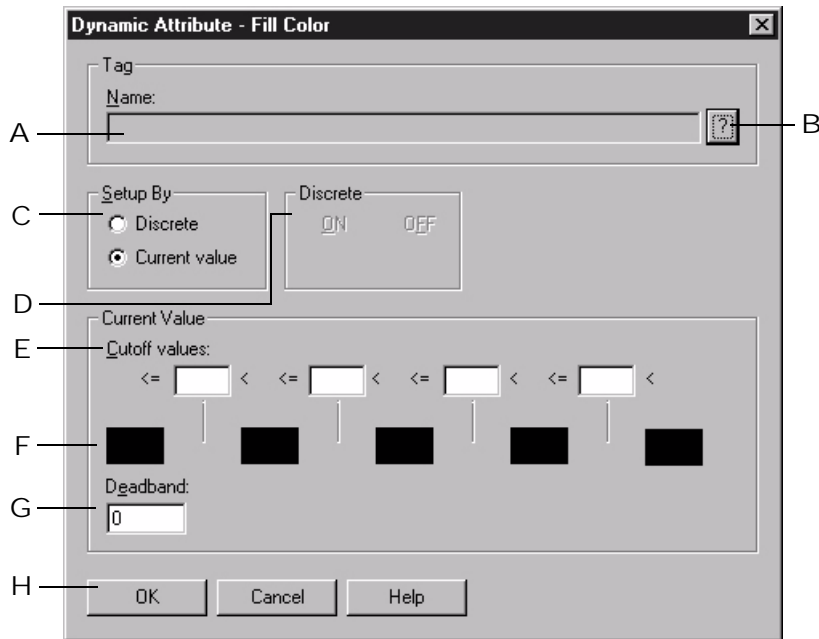 Dynamic Attribute - Fill Color
Tag
Name:
A
?
B
Setup By
Discrete
C
Discrete
ON OFF
Current value
D
Current Value
E
Cutoff values:
<= < <= < <= < <= <
F
Deadband:
G
0
H
OK Cancel Help